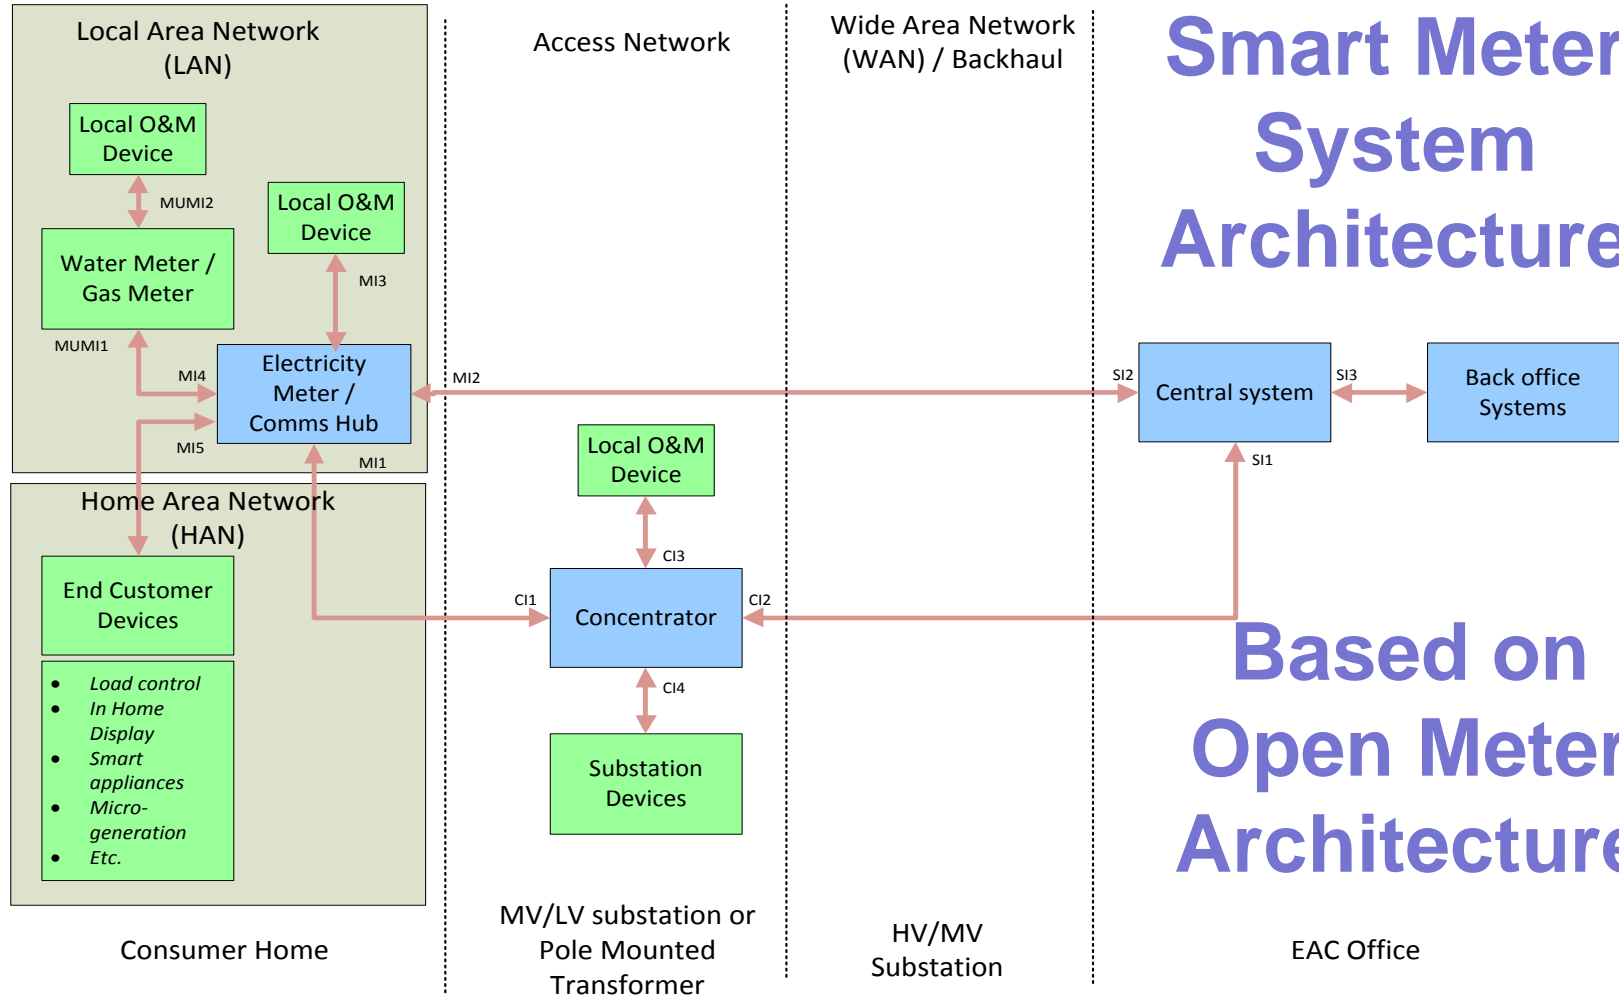 Local Area Network
(LAN)
Access Network
Wide Area Network
(WAN) / Backhaul
Smart Meter
System
Architecture
Local O&M
Device
MUMI2
Local O&M
Device
Water Meter /
Gas Meter
MI3
MUMI1
MI4
Electricity
Meter /
Comms Hub
MI2
SI2
Central system
SI3
Back office
Systems
MI5
MI1
SI1
Local O&M
Device
Home Area Network
(HAN)
CI3
End Customer
Devices
CI1
Concentrator
CI2
Based on
Open Meter
Architecture
CI4
• Load control
• In Home
Display
• Smart
appliances
• Micro-
generation
• Etc.
Substation
Devices
Consumer Home
MV/LV substation or
Pole Mounted
Transformer
HV/MV
Substation
EAC Office